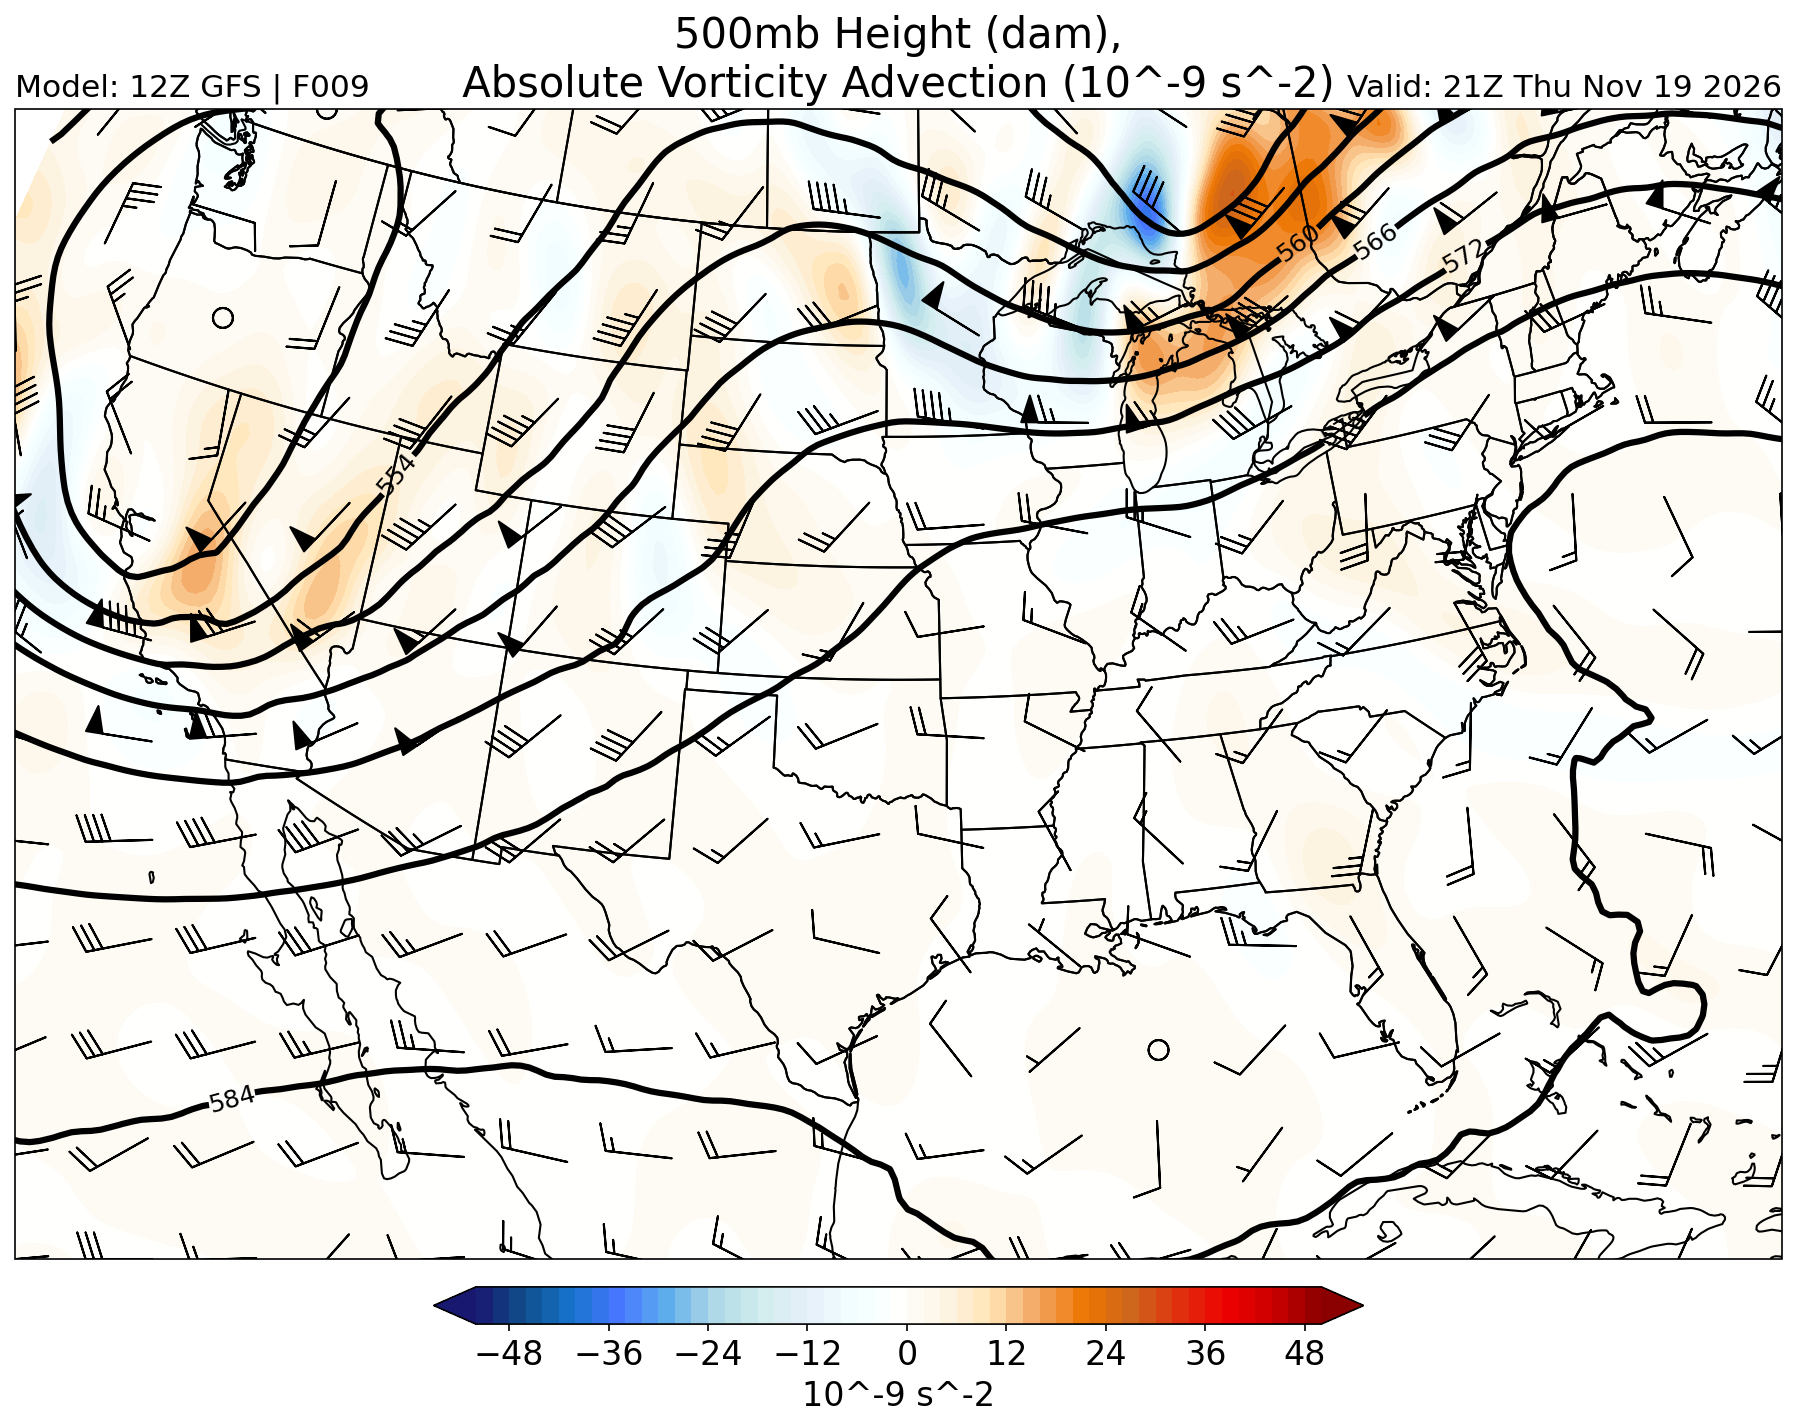 500mb Height (dam),
Model: 12Z GFS | F009
Absolute Vorticity Advection (10^-9 s^-2)
Valid: 21Z Thu Nov 19 2026
560
566
572
554
584
−48 −36 −24 −12 0 12 24 36 48
10^-9 s^-2